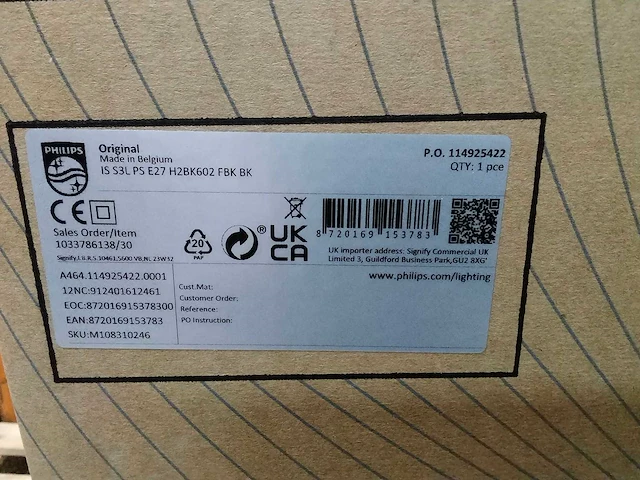 PHILIPS
Original
Made in Belgium
IS S3L PS E27 H2BK602 FBK BK
P.O. 114925422
QTY: 1 pce
CE
Sales Order/Item
1033786138/30
20
PAP
®
UK
CA
8 720169 153783
UK importer address: Signify Commercial UK
Limited 3, Guildford Business Park,GU2 8XG'
www.philips.com/lighting
A464.114925422.0001
12NC:912401612461
EOC:872016915378300
EAN:8720169153783
SKU:M108310246
Cust.Mat:
Customer Order:
Reference:
PO Instruction: